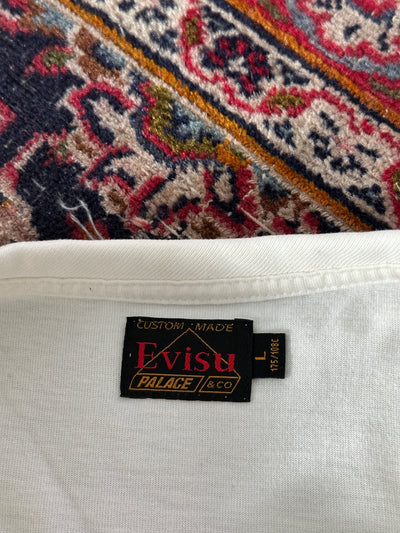 CUSTOM MADE
Evisu
PALACE & CO
L
175/108C